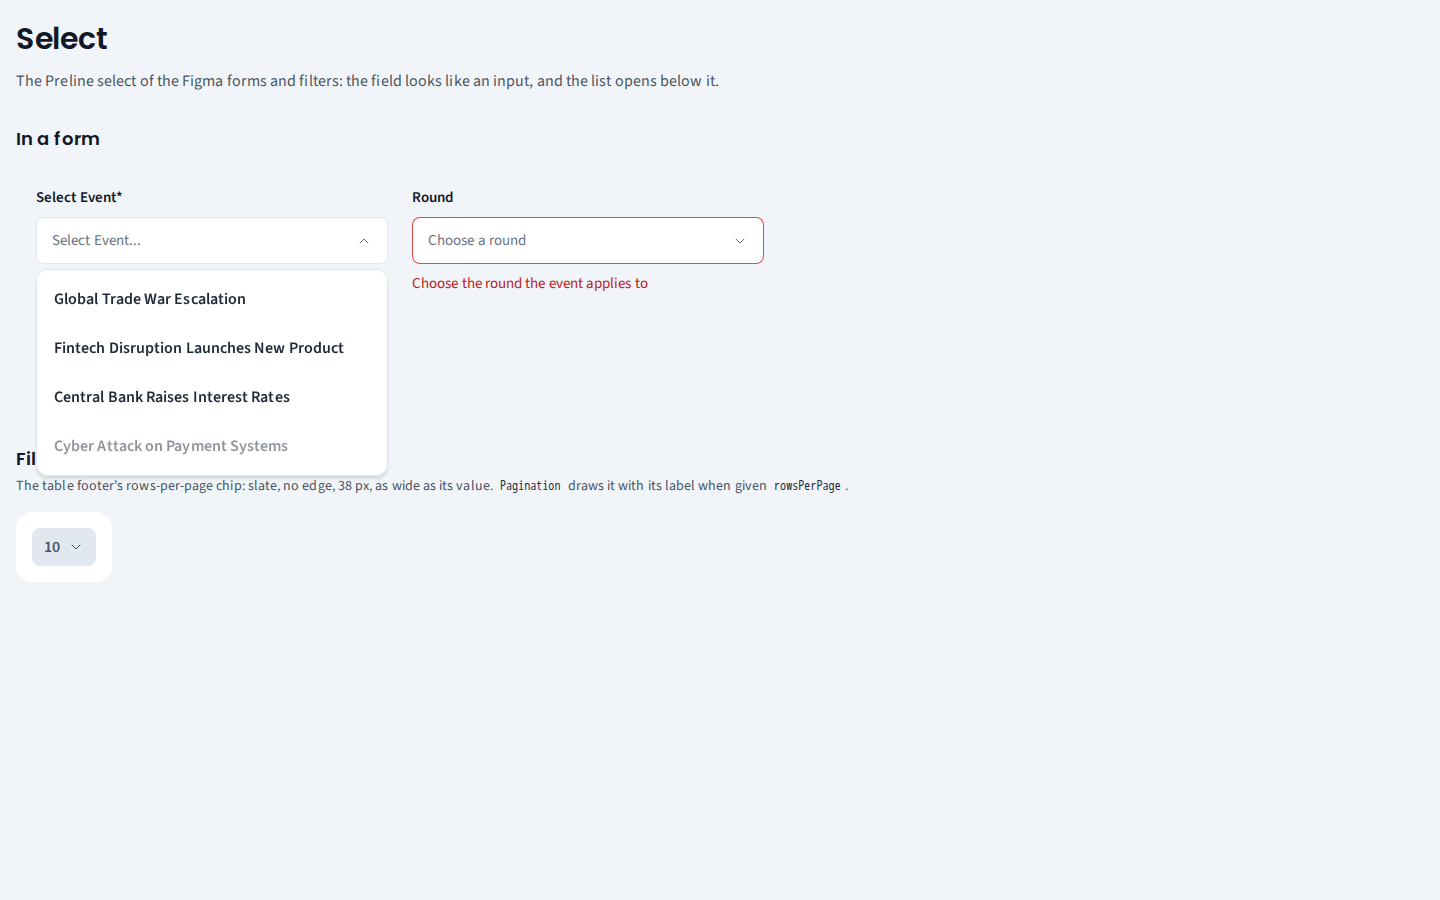 Select
The Preline select of the Figma forms and filters: the field looks like an input, and the list opens below it.
In a form
Select Event*
Round
Select Event...
Choose a round
Choose the round the event applies to
Global Trade War Escalation
Fintech Disruption Launches New Product
Central Bank Raises Interest Rates
Cyber Attack on Payment Systems
The table footer's rows-per-page chip: slate, no edge, 38 px, as wide as its value. Pagination draws it with its label when given rowsPerPage.
10